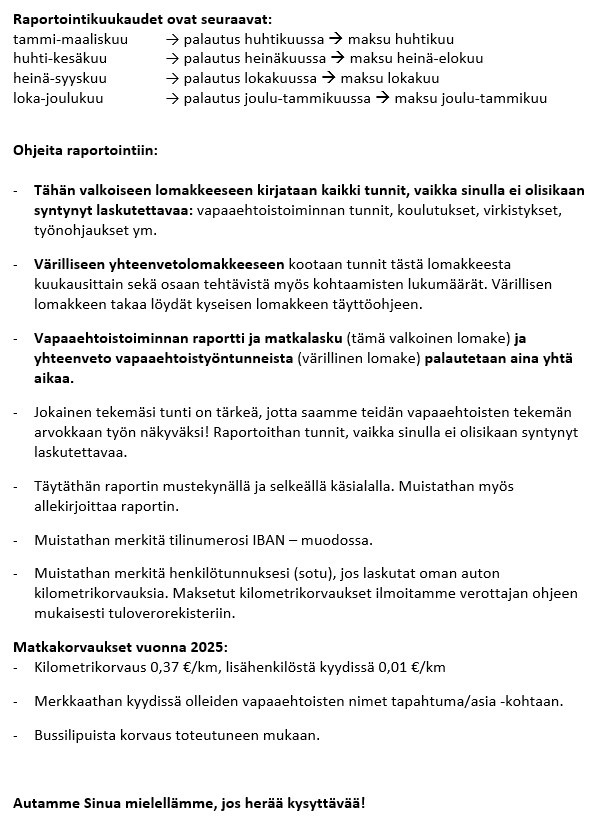 Raportointikuukaudet ovat seuraavat:
tammi-maaliskuu → palautus huhtikuussa → maksu huhtikuu
huhti-kesäkuu → palautus heinäkuussa → maksu heinä-elokuu
heinä-syyskuu → palautus lokakuussa → maksu lokakuu
loka-joulukuu → palautus joulu-tammikuussa → maksu joulu-tammikuu
Ohjeita raportointiin:
- Tähän valkoiseen lomakkeeseen kirjataan kaikki tunnit, vaikka sinulla ei olisikaan
syntynyt laskutettavaa: vapaaehtoistoiminnan tunnit, koulutukset, virkistykset,
työnohjaukset ym.
- Värilliseen yhteenvetolomakkeeseen kootaan tunnit tästä lomakkeesta
kuukausittain sekä osaan tehtävistä myös kohtaamisten lukumäärät. Värillisen
lomakkeen takaa löydät kyseisen lomakkeen täyttöohjeen.
- Vapaaehtoistoiminnan raportti ja matkalasku (tämä valkoinen lomake) ja
yhteenveto vapaaehtoistyöntunneista (värillinen lomake) palautetaan aina yhtä
aikaa.
- Jokainen tekemäsi tunti on tärkeä, jotta saamme teidän vapaaehtoisten tekemän
arvokkaan työn näkyväksi! Raportoithan tunnit, vaikka sinulla ei olisikaan syntynyt
laskutettavaa.
- Täytäthän raportin mustekynällä ja selkeällä käsialalla. Muistathan myös
allekirjoittaa raportin.
- Muistathan merkitä tilinumerosi IBAN – muodossa.
- Muistathan merkitä henkilötunnuksesi (sotu), jos laskutat oman auton
kilometrikorvauksia. Maksetut kilometrikorvaukset ilmoitamme verottajan ohjeen
mukaisesti tuloverorekisteriin.
Matkakorvaukset vuonna 2025:
- Kilometrikorvaus 0,37 €/km, lisähenkilöstä kyydissä 0,01 €/km
- Merkkaathan kyydissä olleiden vapaaehtoisten nimet tapahtuma/asia -kohtaan.
- Bussilipuista korvaus toteutuneen mukaan.
Autamme Sinua mielellämme, jos herää kysyttävää!